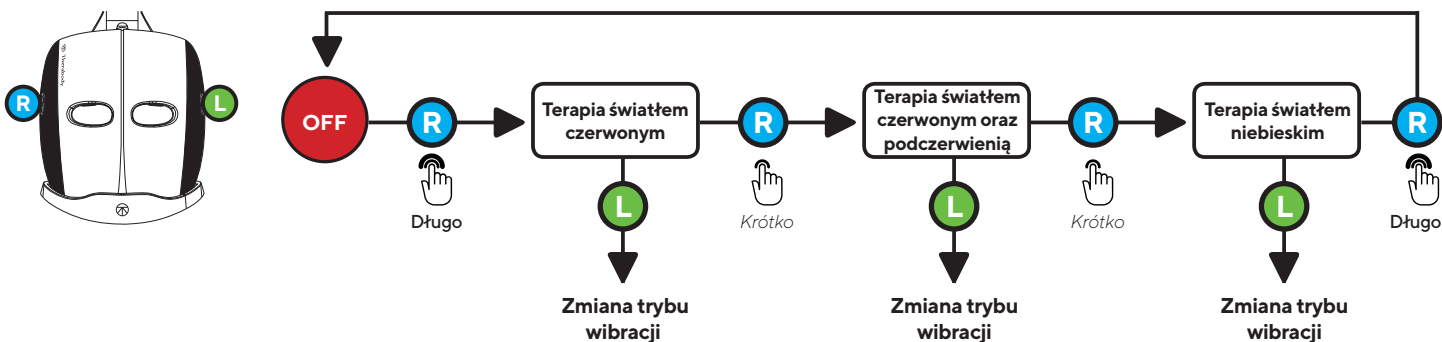 Therabody
R
L
OFF
R
Długo
Terapia światłem
czerwonym
L
Zmiana trybu
wibracji
R
Krótko
Terapia światłem
czerwonym oraz
podczerwienią
L
Zmiana trybu
wibracji
R
Krótko
Terapia światłem
niebieskim
L
Zmiana trybu
wibracji
R
Długo